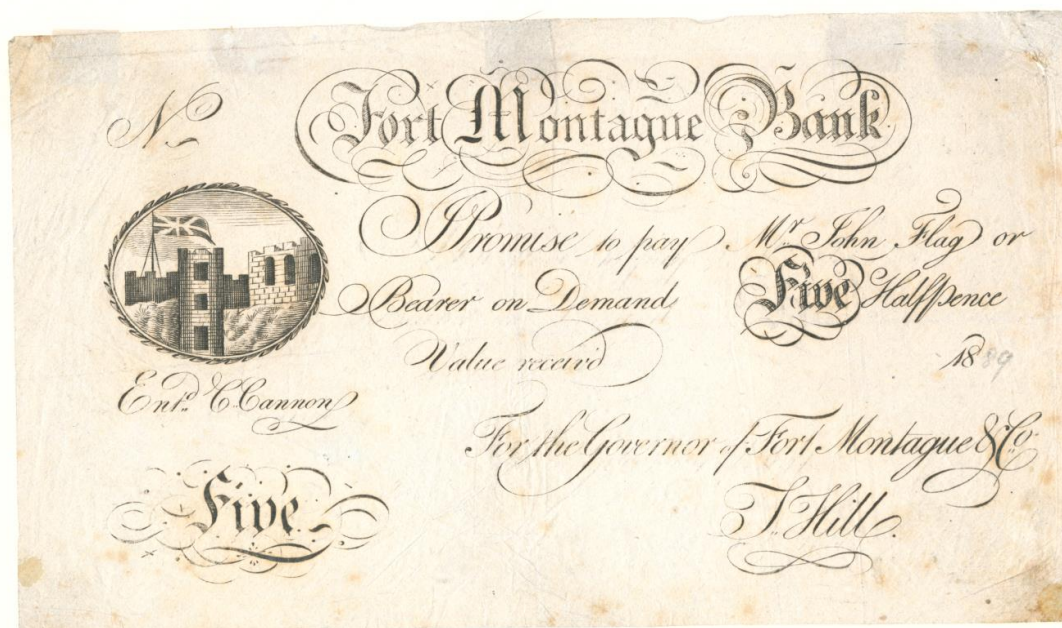 No
Fort Montague Bank
I Promise to pay Mr. John Flag or
Bearer on Demand Five Halfpence
Value receivd 1889
Entd. C. Cannon
For the Governor of Fort Montague & Co.
Five
T. Hill.